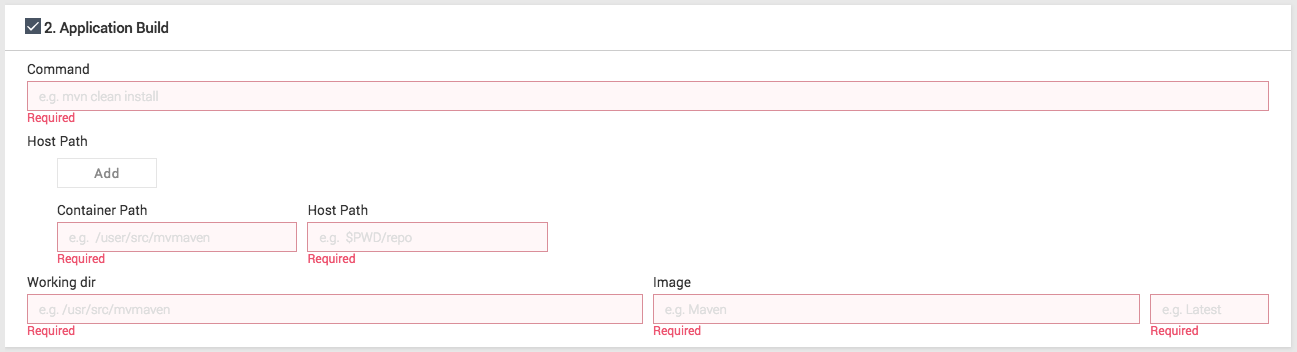 2. Application Build
Command
e.g. mvn clean install
Required
Host Path
Add
Container Path Host Path
e.g. /user/src/mvmaven e.g. $PWD/repo
Required Required
Working dir Image
e.g. /usr/src/mvmaven e.g. Maven e.g. Latest
Required Required Required